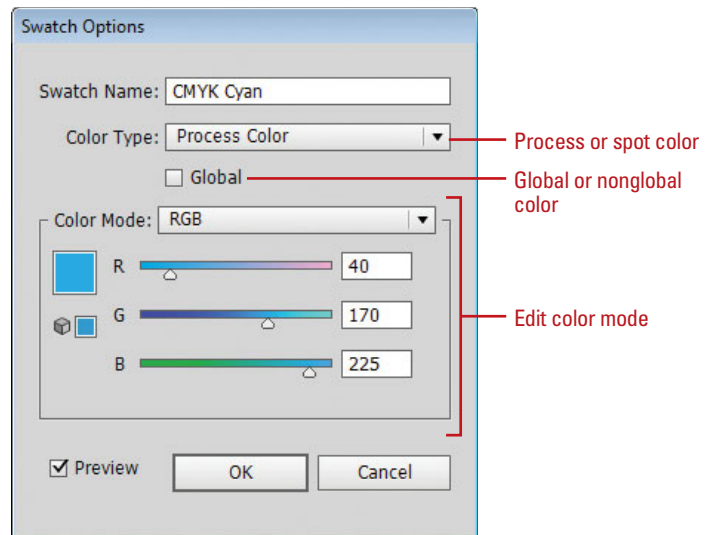 Swatch Options
Swatch Name: CMYK Cyan
Color Type: Process Color
Process or spot color
Global
Global or nonglobal
color
Color Mode: RGB
R 40
G 170
B 225
Edit color mode
Preview
OK
Cancel